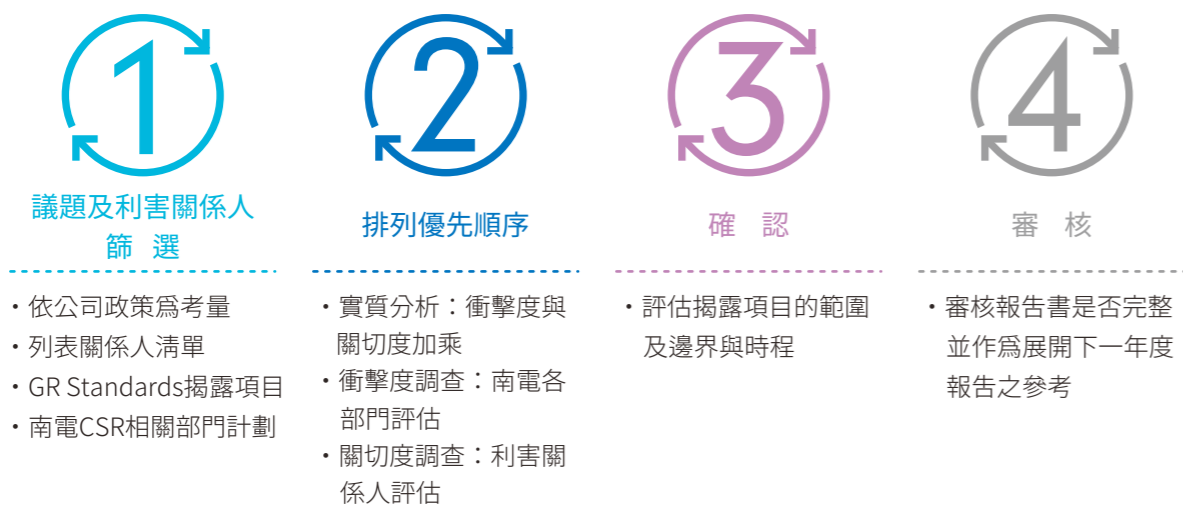 1
議題及利害關係人
篩 選
・依公司政策爲考量
・列表關係人清單
・GR Standards揭露項目
・南電CSR相關部門計劃
2
排列優先順序
・實質分析：衝擊度與
關切度加乘
・衝擊度調查：南電各
部門評估
・關切度調查：利害關
係人評估
3
確 認
・評估揭露項目的範圍
及邊界與時程
4
審 核
・審核報告書是否完整
並作爲展開下一年度
報告之參考